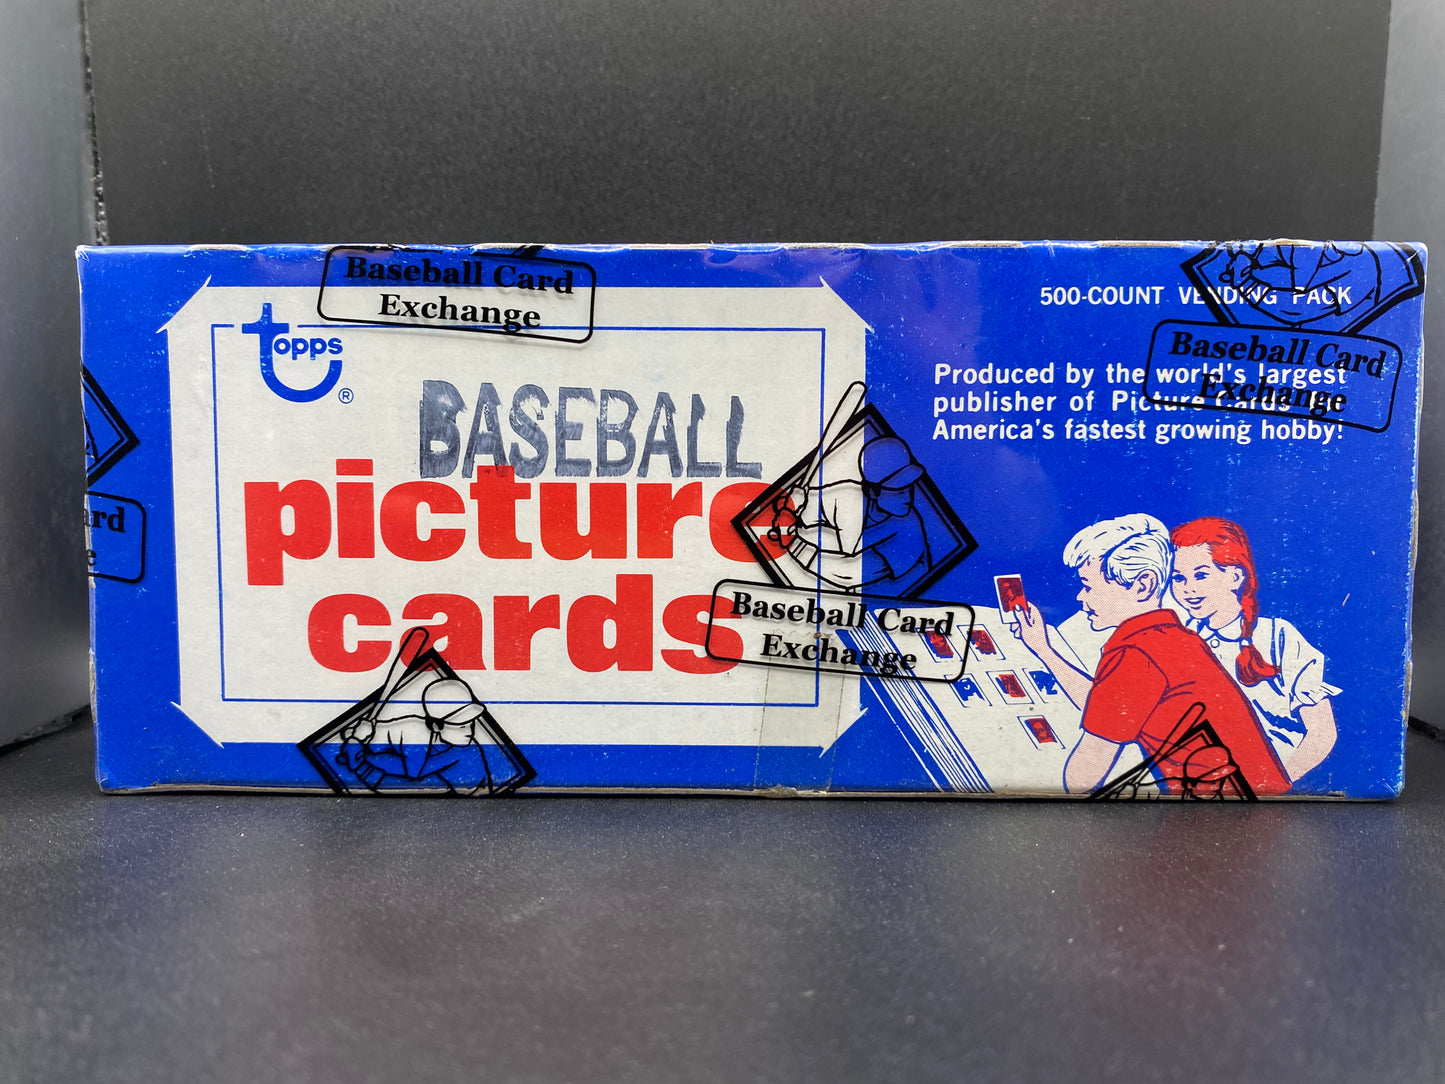 Baseball Card
Exchange
topps
®
BASEBALL
picture
cards
500-COUNT VENDING PACK
Produced by the world's largest
publisher of Picture Cards
America's fastest growing hobby!
Baseball Card
Exchange
Baseball Card
Exchange
ard
e